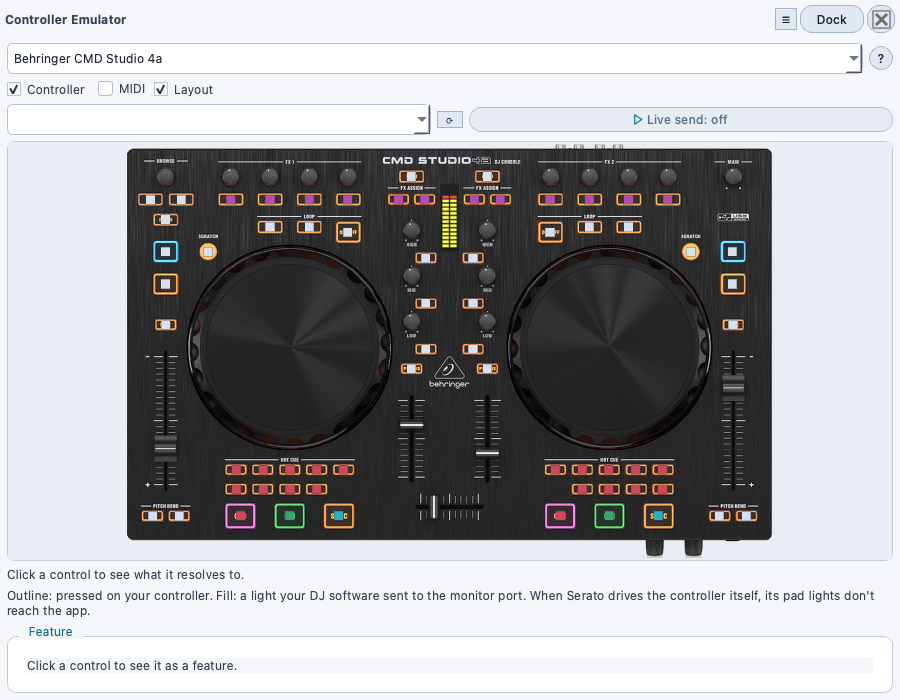 Controller Emulator
Dock
Behringer CMD Studio 4a
?
Controller
MIDI
Layout
Live send: off
BROWSE
FX 1
CMD STUDIO 4a
DJ CONSOLE
FX 2
MAIN
FX ASSIGN
FX ASSIGN
LOOP
LOOP
USB
SCRATCH
SCRATCH
HIGH
HIGH
MID
MID
LOW
LOW
behringer
-
-
+
+
HOT CUE
HOT CUE
PITCH BEND
PITCH BEND
Click a control to see what it resolves to.
Outline: pressed on your controller. Fill: a light your DJ software sent to the monitor port. When Serato drives the controller itself, its pad lights don't
reach the app.
Feature
Click a control to see it as a feature.